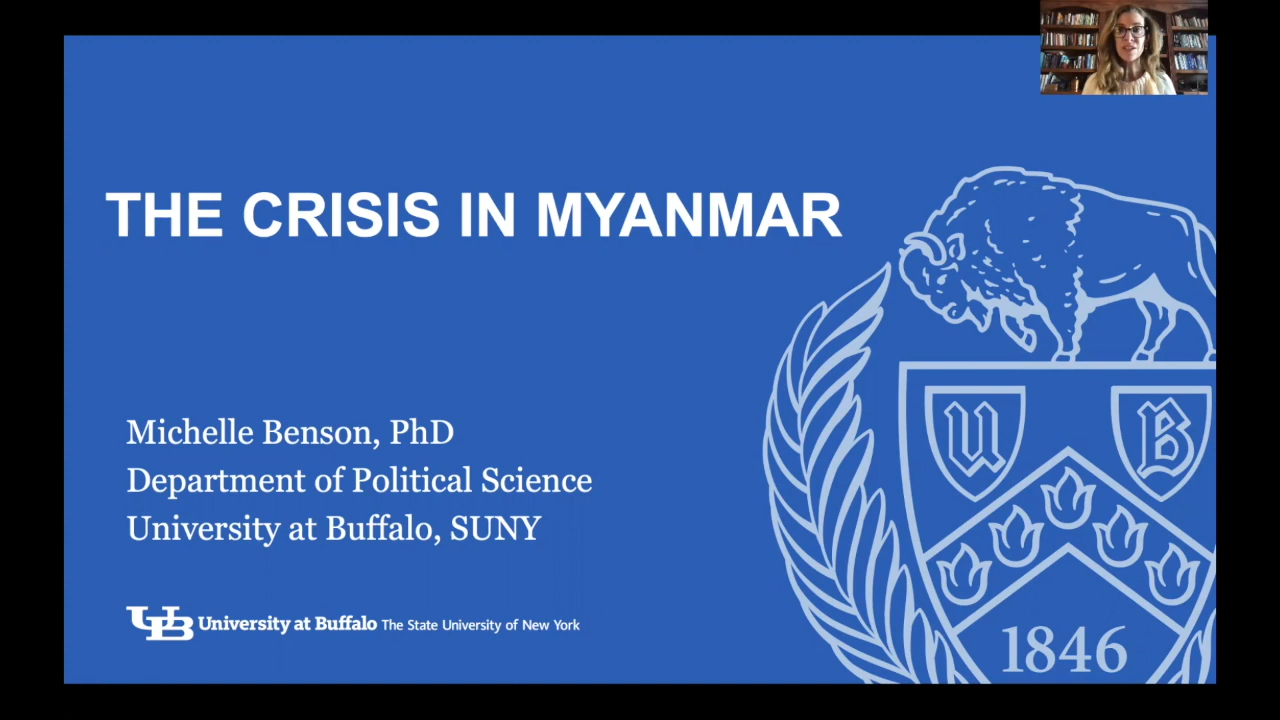 THE CRISIS IN MYANMAR
Michelle Benson, PhD
Department of Political Science
University at Buffalo, SUNY
UB University at Buffalo The State University of New York
U B
1846